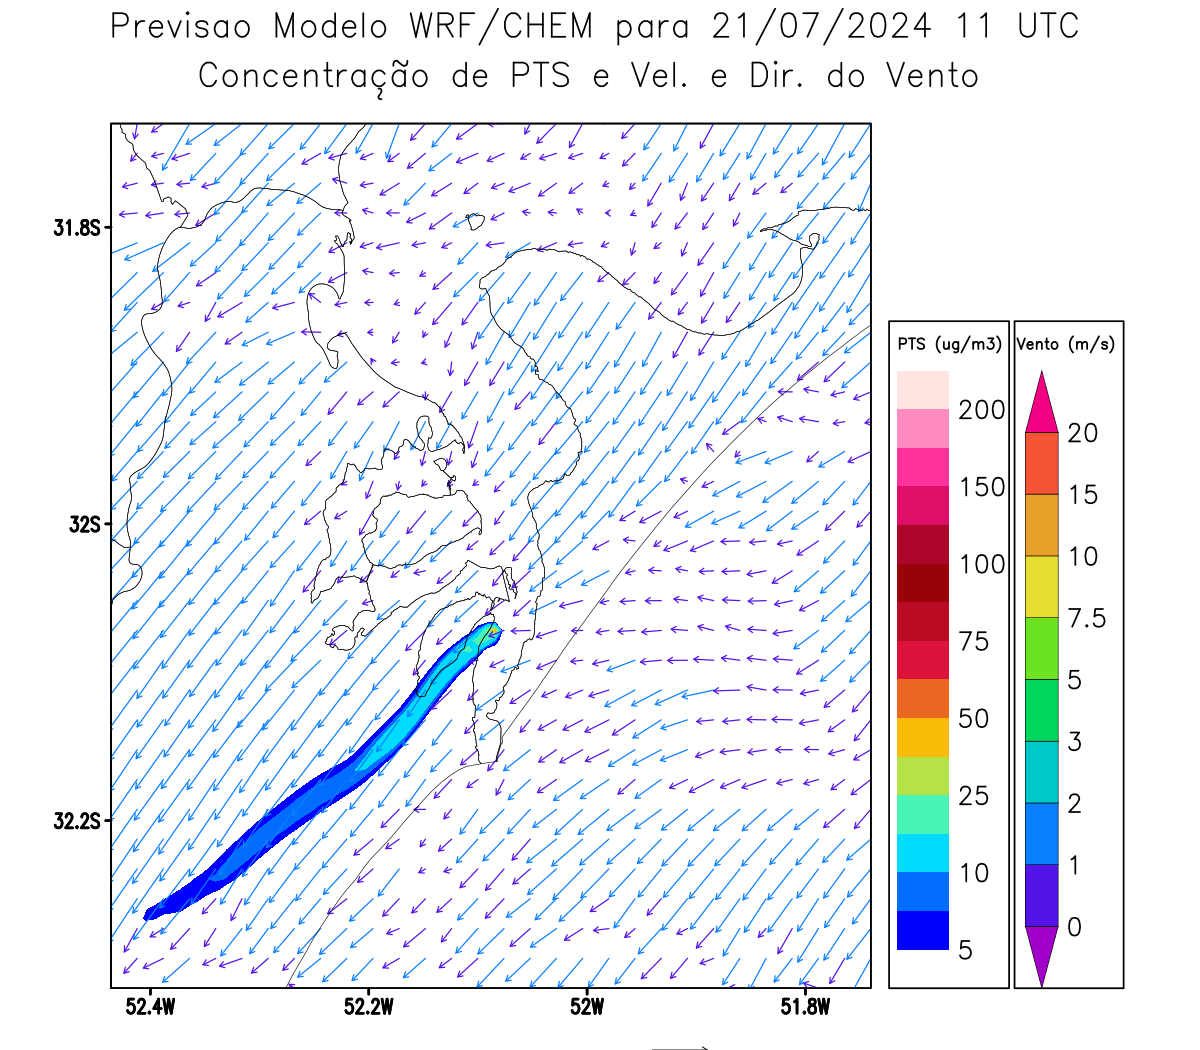 Previsao Modelo WRF/CHEM para 21/07/2024 11 UTC
Concentração de PTS e Vel. e Dir. do Vento
31.8S
32S
32.2S
52.4W 52.2W 52W 51.8W
PTS (ug/m3)
200
150
100
75
50
25
10
5
Vento (m/s)
20
15
10
7.5
5
3
2
1
0